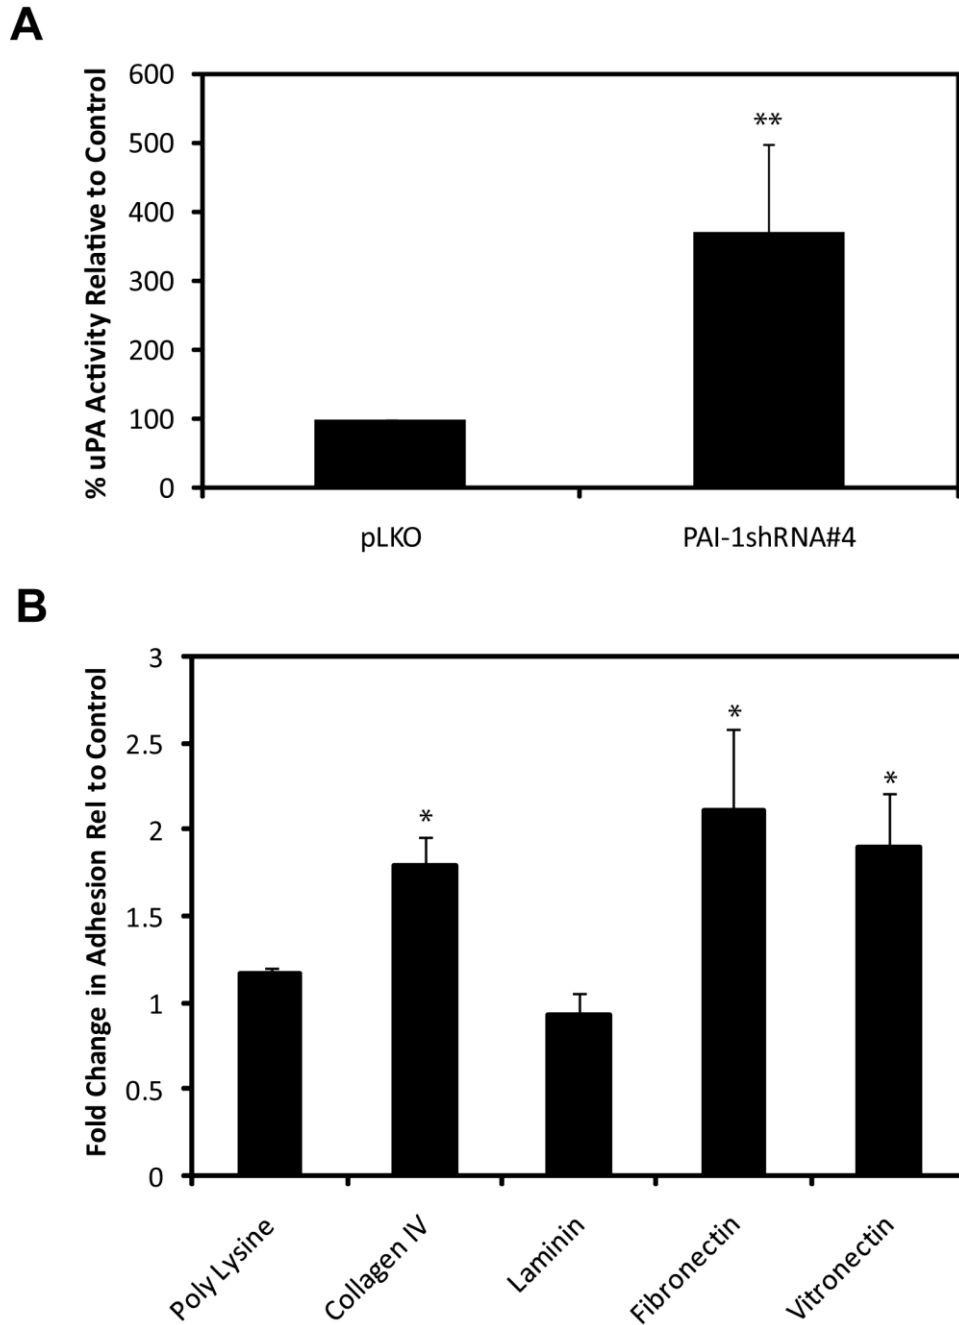 A
% uPA Activity Relative to Control
600
500
400
300
200
100
0
**
pLKO
PAI-1shRNA#4
B
Fold Change in Adhesion Rel to Control
3
2.5
2
1.5
1
0.5
0
*
*
*
Poly Lysine
Collagen IV
Laminin
Fibronectin
Vitronectin